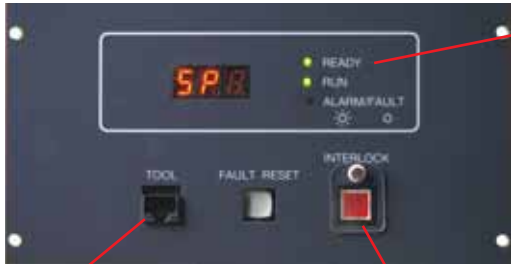 READY
SP
RUN
ALARM/FAULT
INTERLOCK
TOOL
FAULT RESET